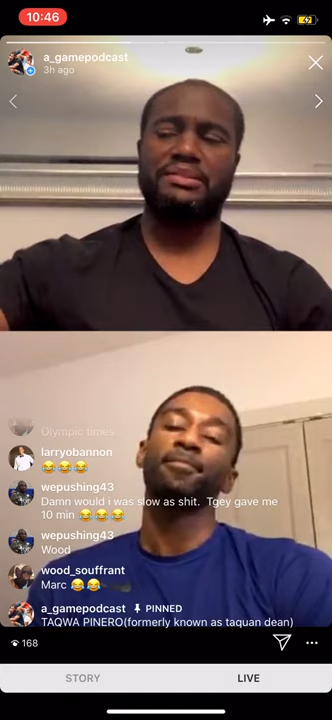 10:46
a_gamepodcast
3h ago
Olympic times...
larryobannon
😂😂😂
wepushing43
Damn would i was slow as shit. Tgey gave me
10 min 😂😂😂
wepushing43
Wood
wood_souffrant
Marc 😂😂
a_gamepodcast PINNED
TAQWA PINERO(formerly known as taquan dean)
168
STORY LIVE